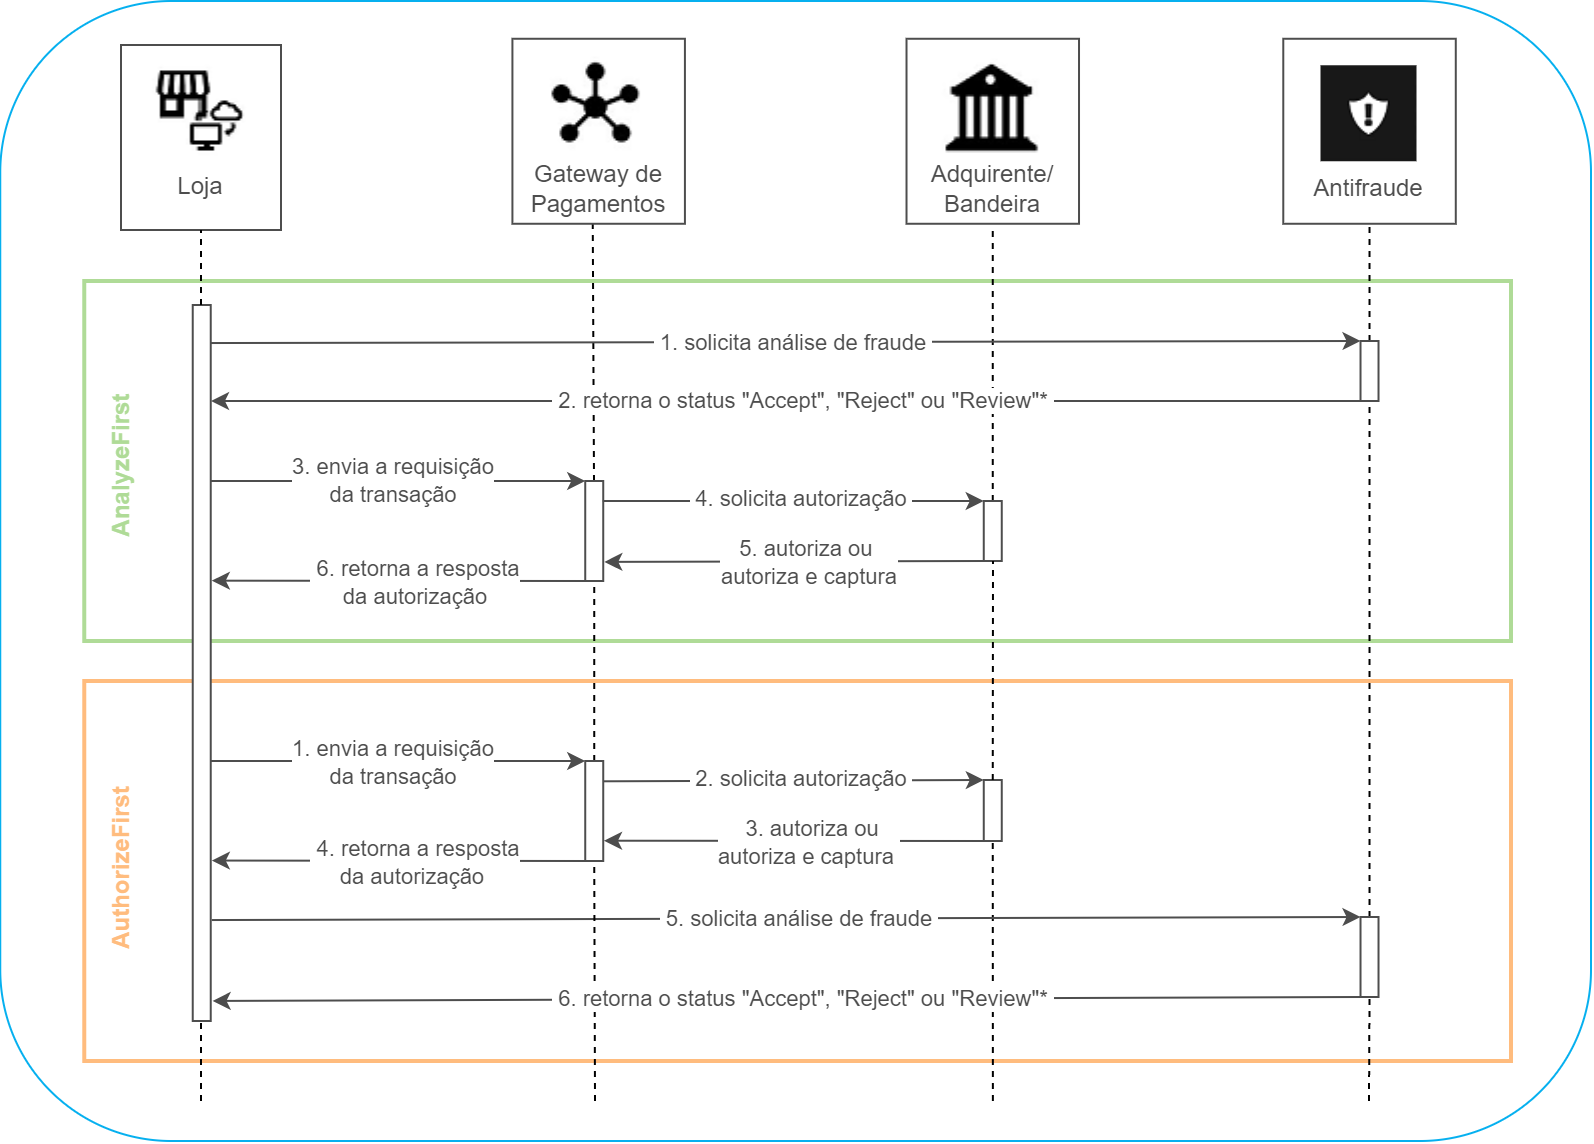 Loja
Gateway de
Pagamentos
Adquirente/
Bandeira
Antifraude
AnalyzeFirst
1. solicita análise de fraude
2. retorna o status "Accept", "Reject" ou "Review"*
3. envia a requisição
da transação
4. solicita autorização
5. autoriza ou
autoriza e captura
6. retorna a resposta
da autorização
AuthorizeFirst
1. envia a requisição
da transação
2. solicita autorização
3. autoriza ou
autoriza e captura
4. retorna a resposta
da autorização
5. solicita análise de fraude
6. retorna o status "Accept", "Reject" ou "Review"*